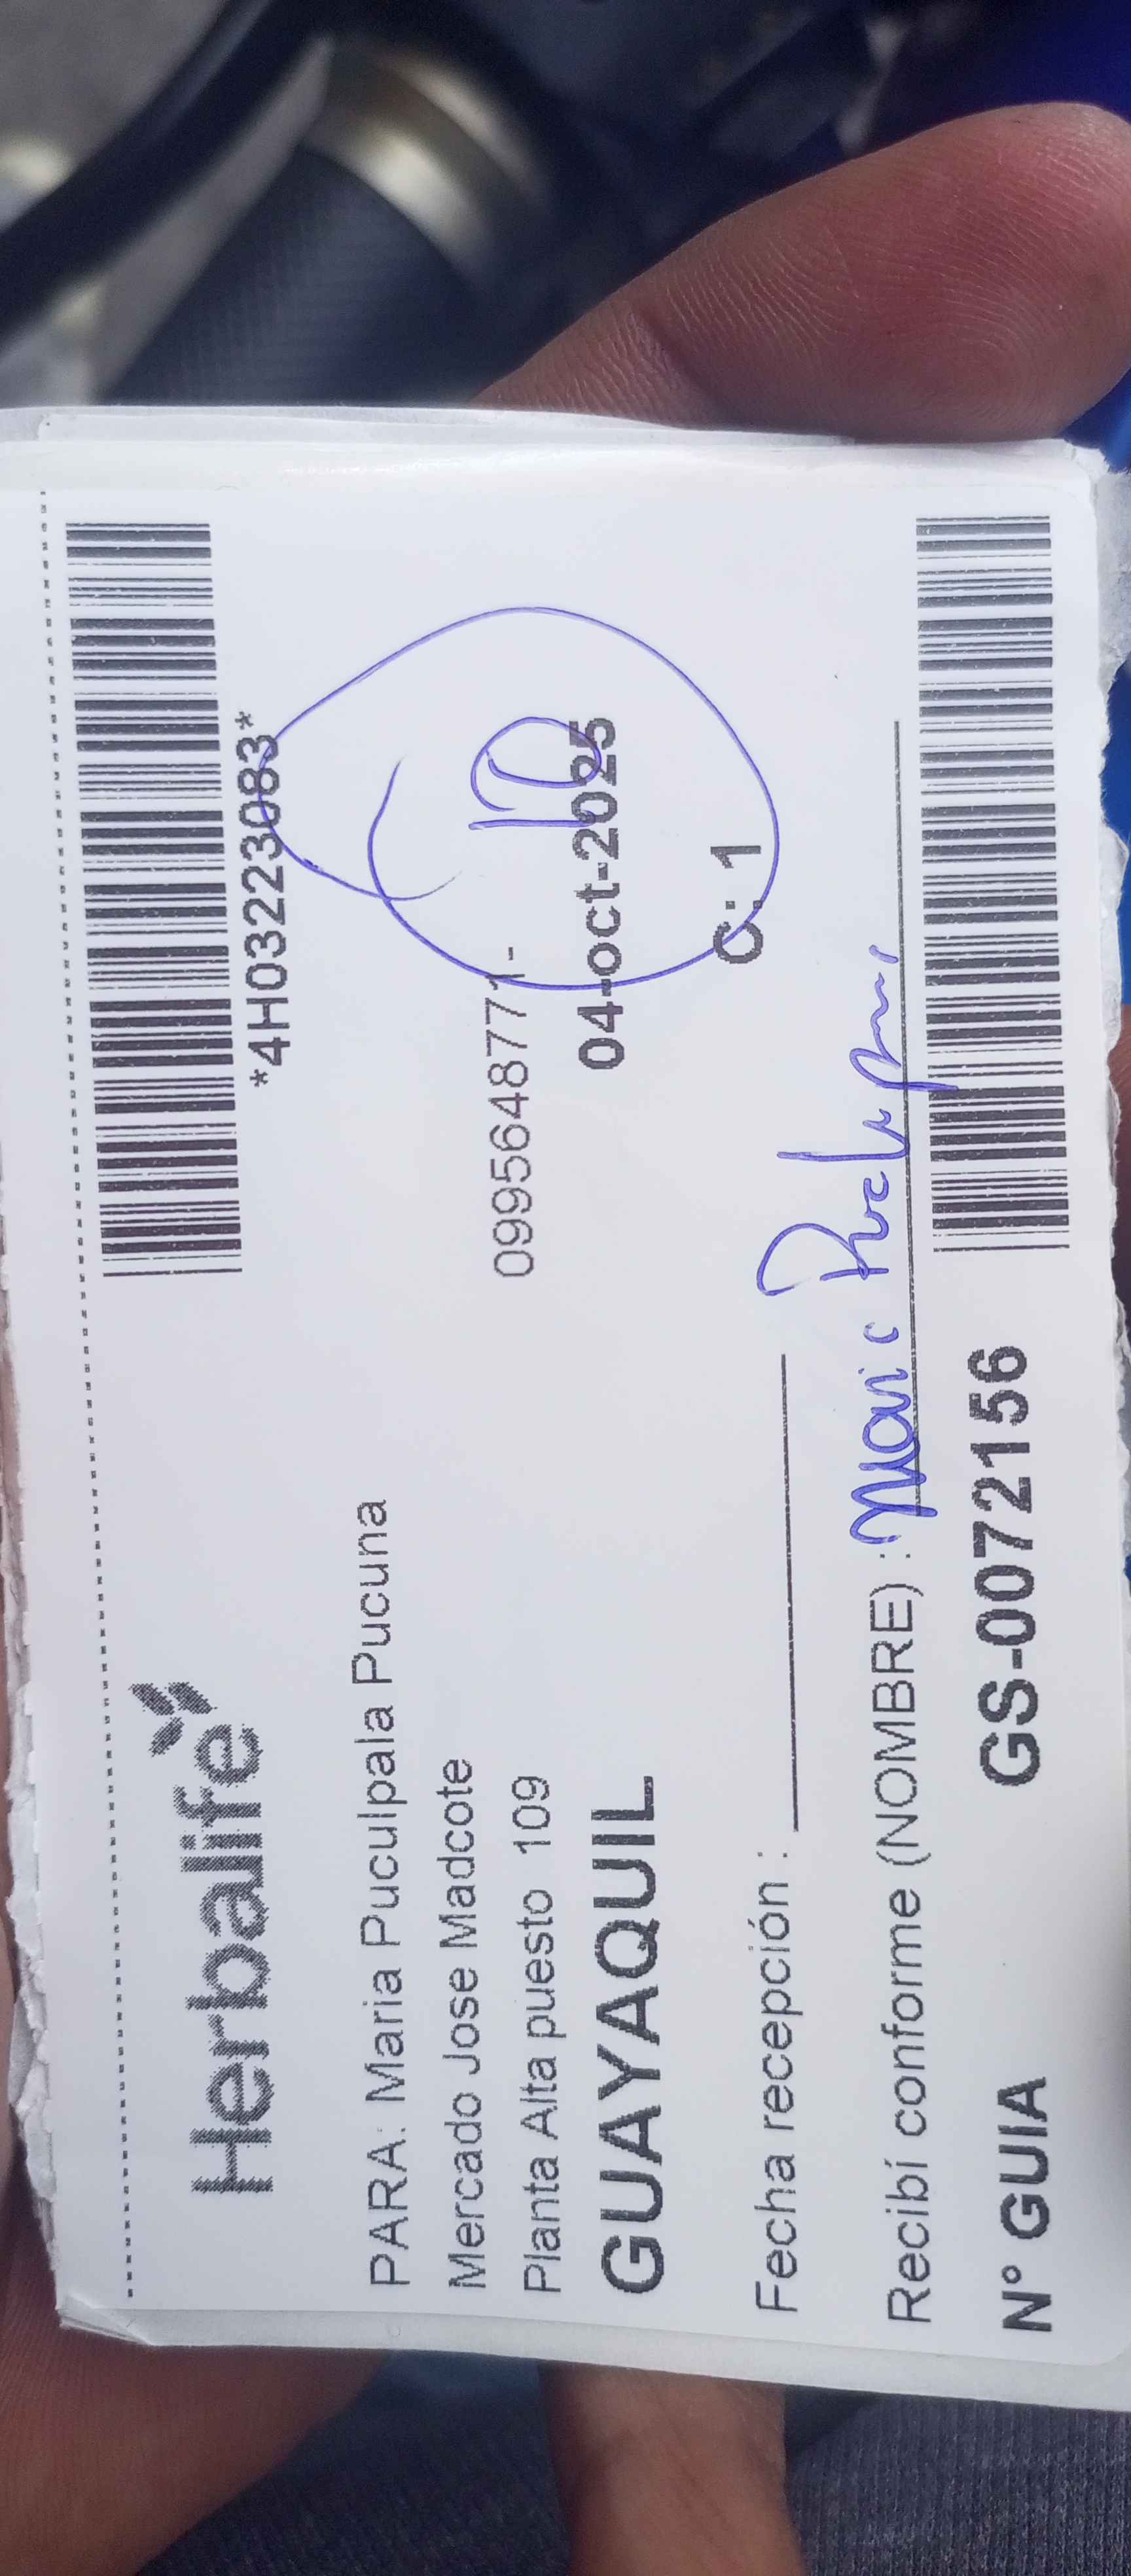 Herbalife
*4H03223083*
PARA: Maria Puculpala Pucuna
Mercado Jose Madcote
0995648771-
Planta Alta puesto 109
GUAYAQUIL
04-oct-2025
C: 1
Fecha recepción :
Recibí conforme (NOMBRE) : Maria
N° GUIA GS-0072156